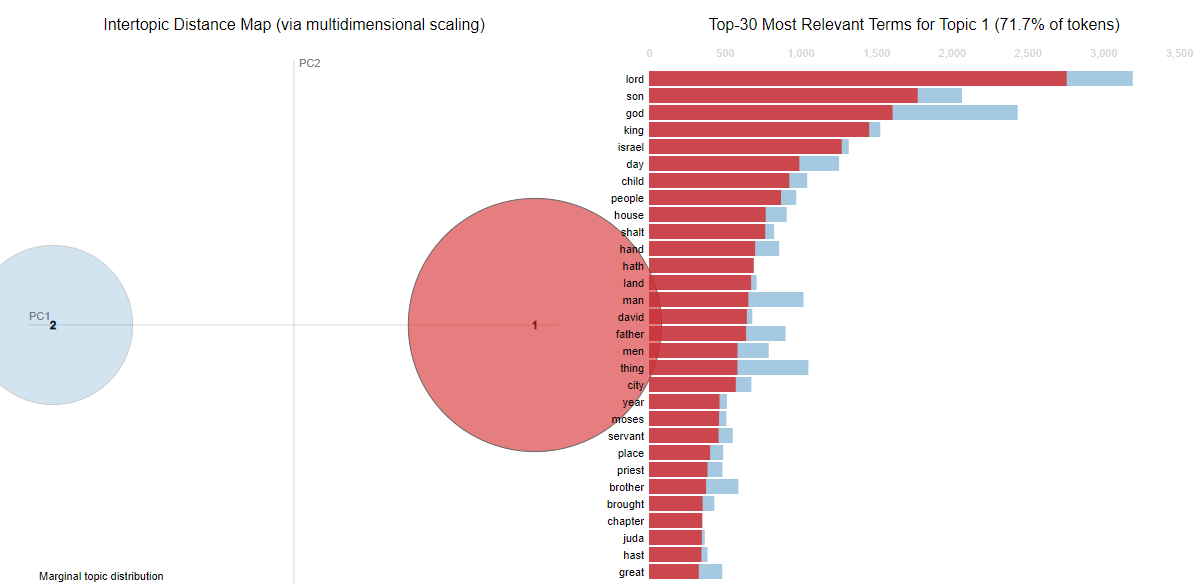 Intertopic Distance Map (via multidimensional scaling)
PC2
PC1
2
1
Marginal topic distribution
Top-30 Most Relevant Terms for Topic 1 (71.7% of tokens)
0 500 1,000 1,500 2,000 2,500 3,000 3,500
lord
son
god
king
israel
day
child
people
house
shalt
hand
hath
land
man
david
father
men
thing
city
year
moses
servant
place
priest
brother
brought
chapter
juda
hast
great